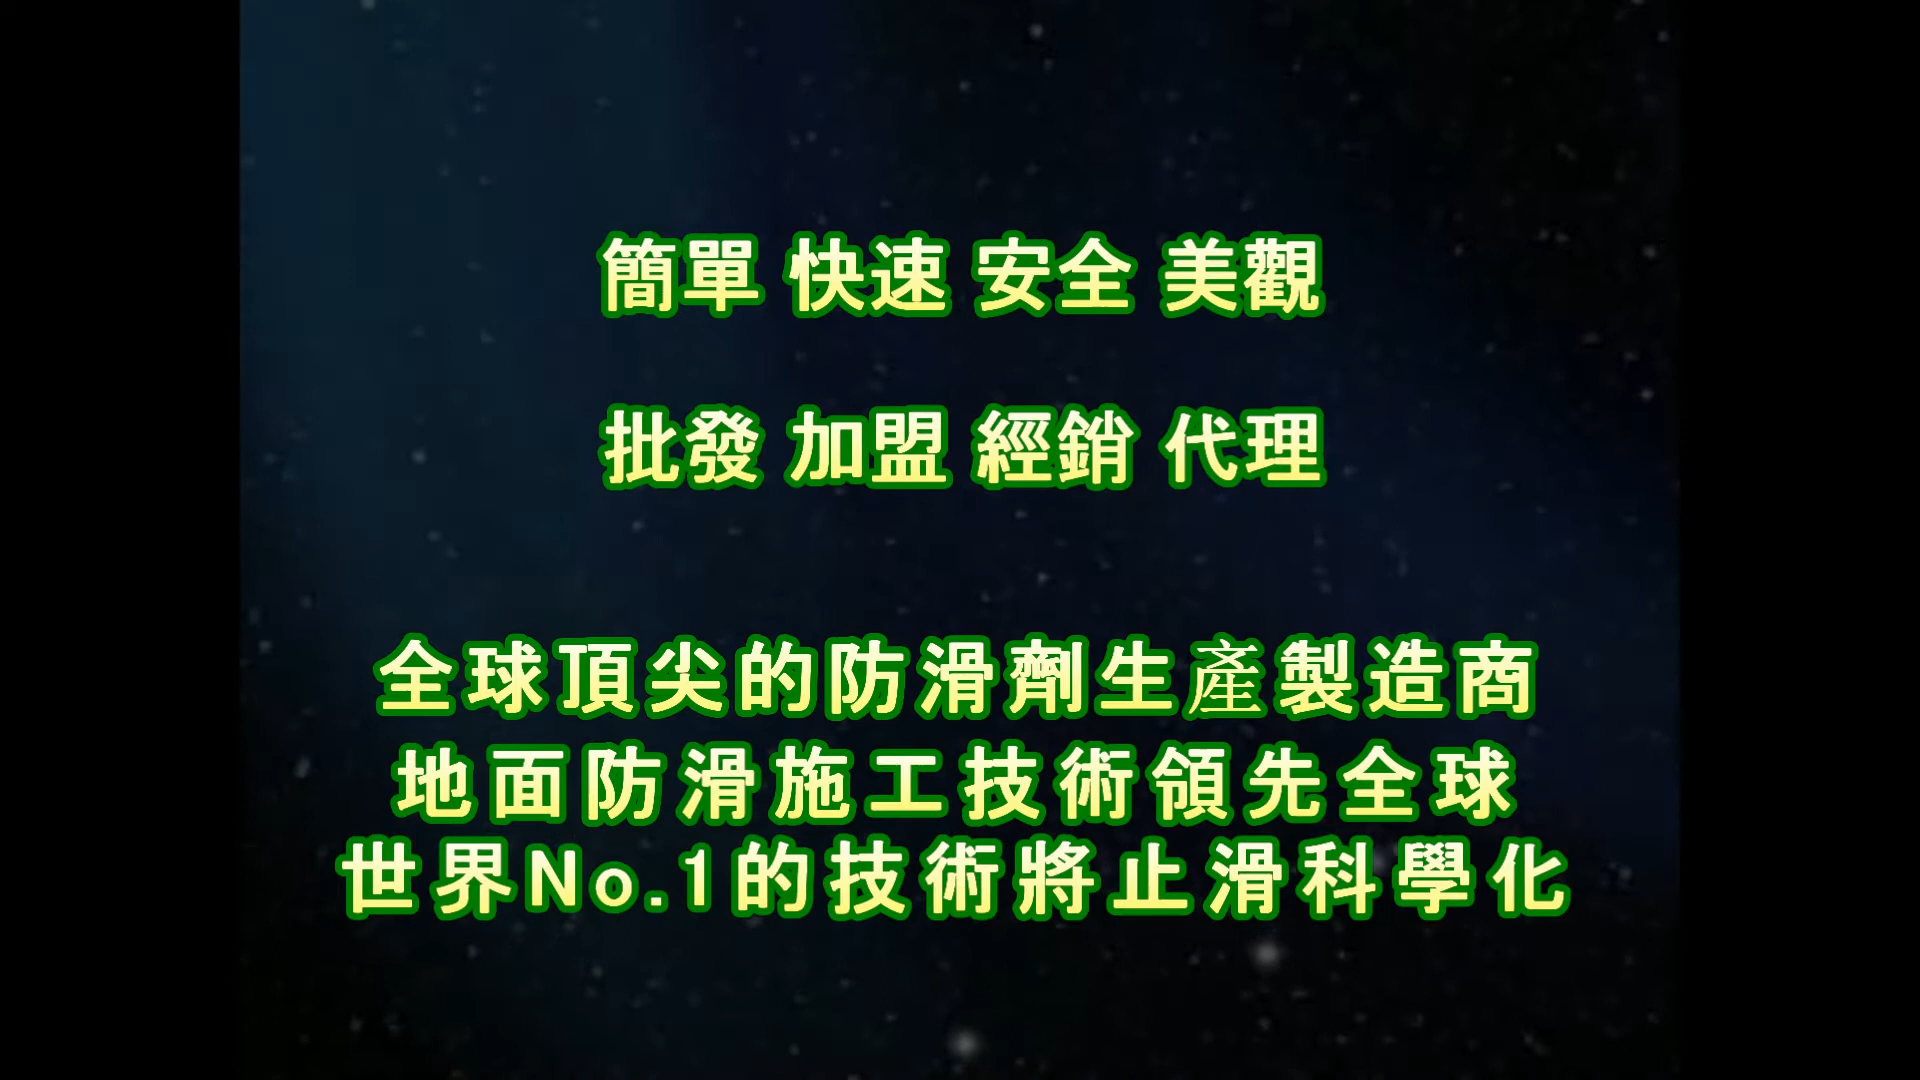 簡單 快速 安全 美觀
批發 加盟 經銷 代理
全球頂尖的防滑劑生產製造商
地面防滑施工技術領先全球
世界No.1的技術將止滑科學化